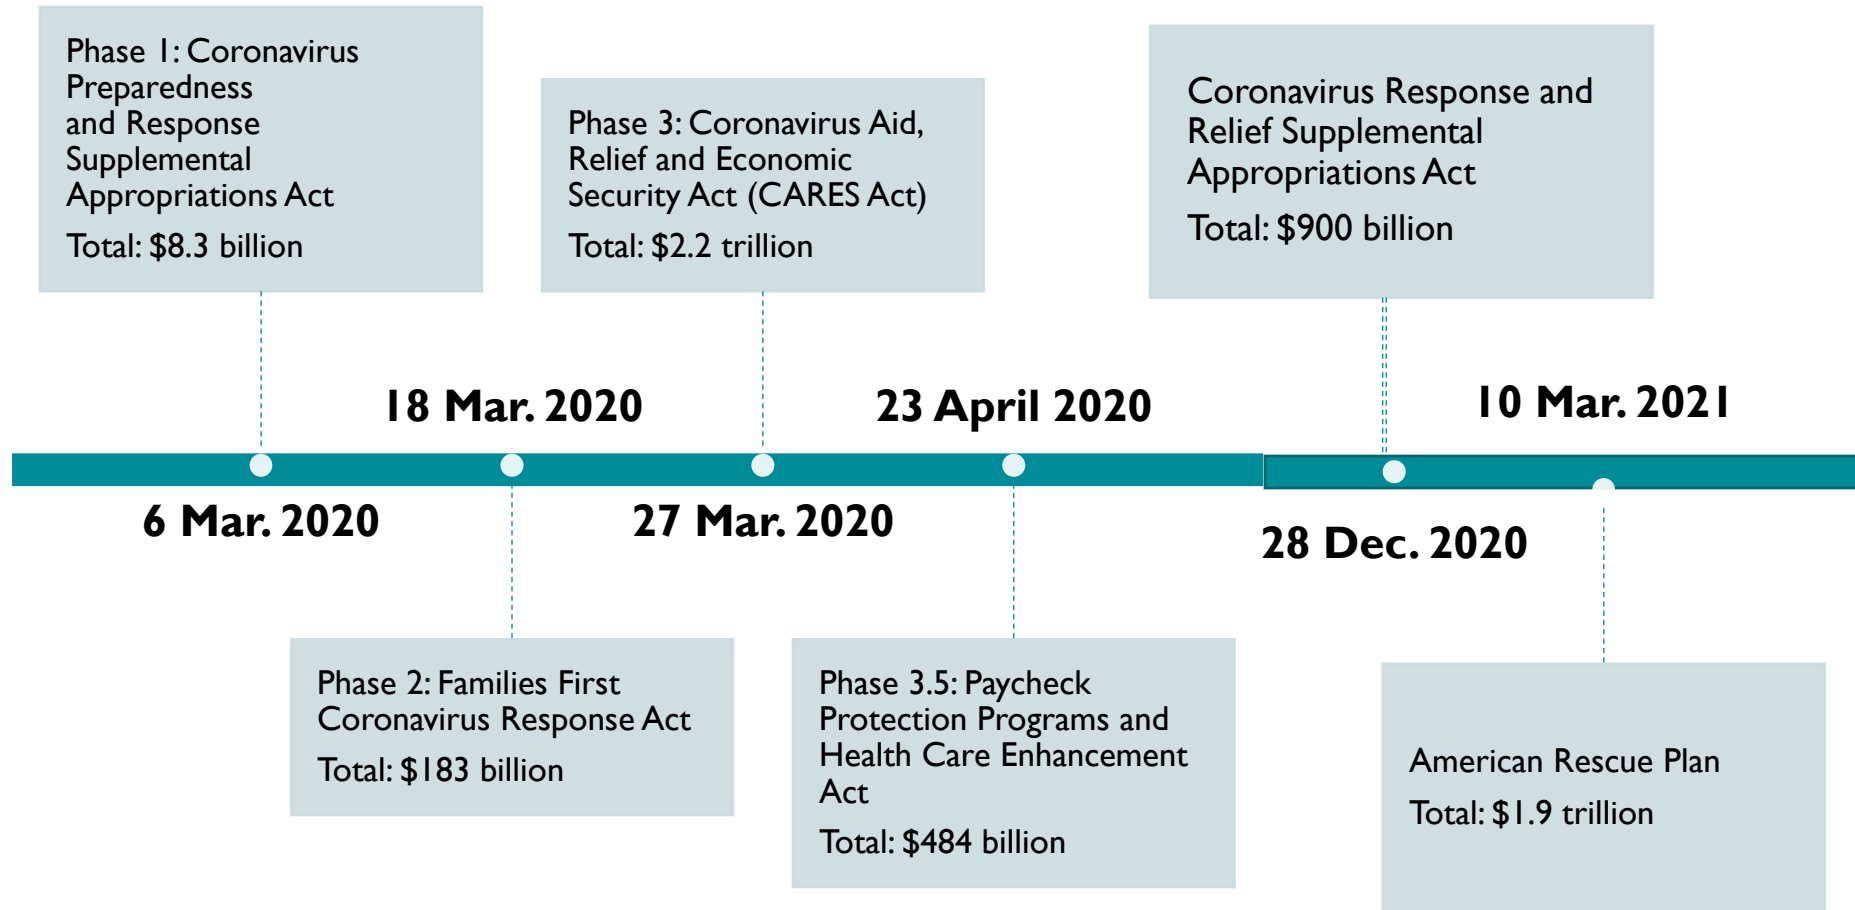 Phase 1: Coronavirus
Preparedness
and Response
Supplemental
Appropriations Act
Total: $8.3 billion
Phase 3: Coronavirus Aid,
Relief and Economic
Security Act (CARES Act)
Total: $2.2 trillion
Coronavirus Response and
Relief Supplemental
Appropriations Act
Total: $900 billion
18 Mar. 2020
23 April 2020
10 Mar. 2021
6 Mar. 2020
27 Mar. 2020
28 Dec. 2020
Phase 2: Families First
Coronavirus Response Act
Total: $183 billion
Phase 3.5: Paycheck
Protection Programs and
Health Care Enhancement
Act
Total: $484 billion
American Rescue Plan
Total: $1.9 trillion